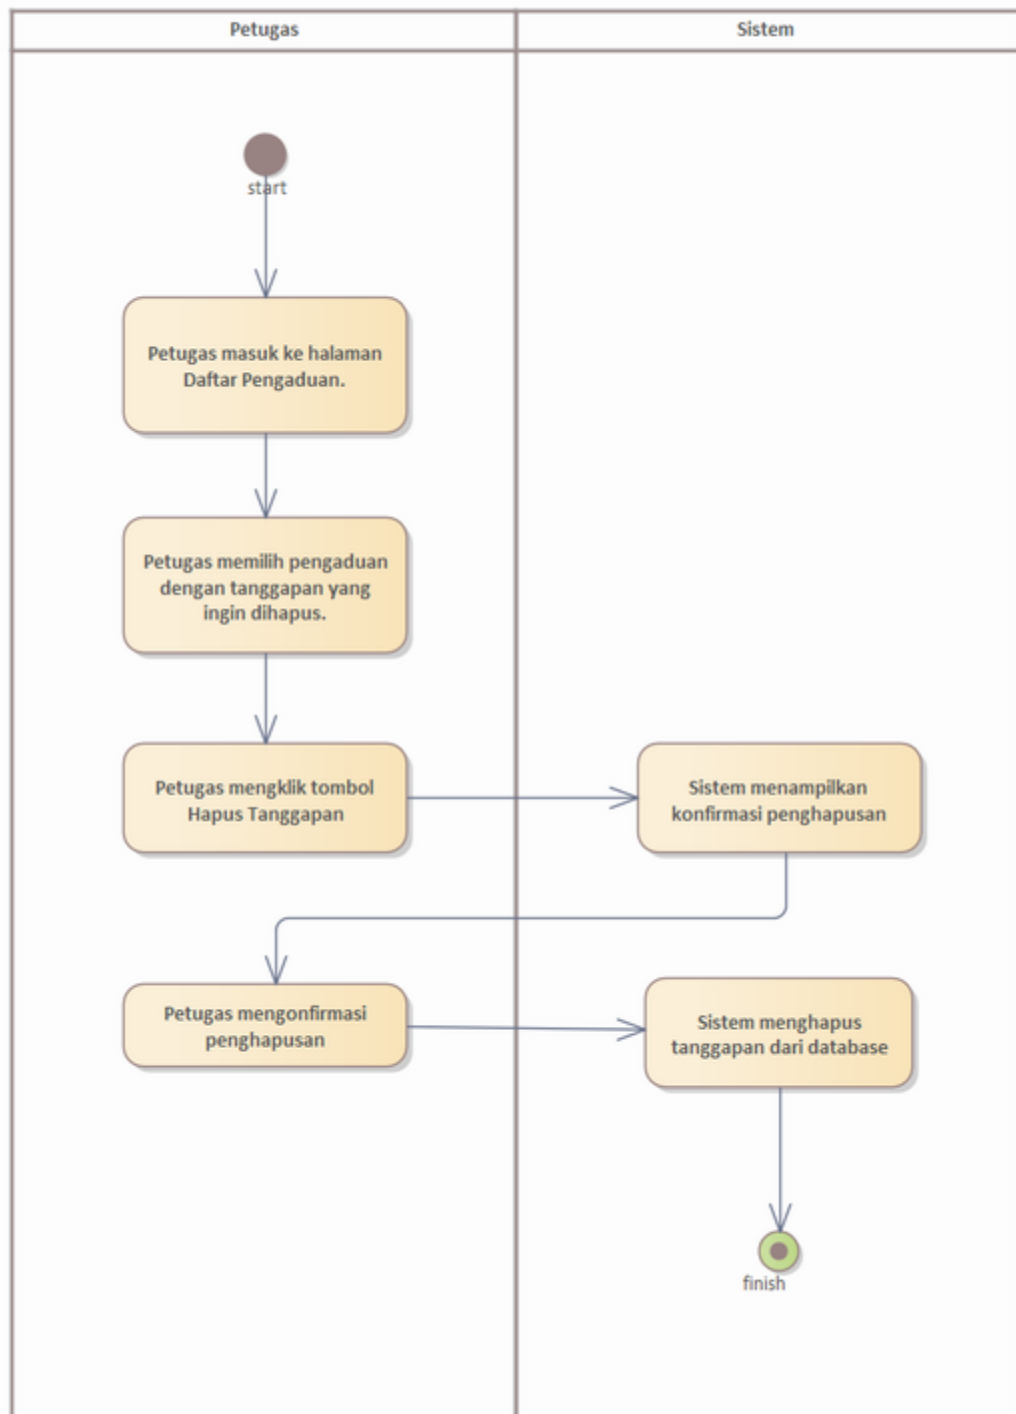 Petugas
Sistem
start
Petugas masuk ke halaman
Daftar Pengaduan.
Petugas memilih pengaduan
dengan tanggapan yang
ingin dihapus.
Petugas mengklik tombol
Hapus Tanggapan
Sistem menampilkan
konfirmasi penghapusan
Petugas mengonfirmasi
penghapusan
Sistem menghapus
tanggapan dari database
finish